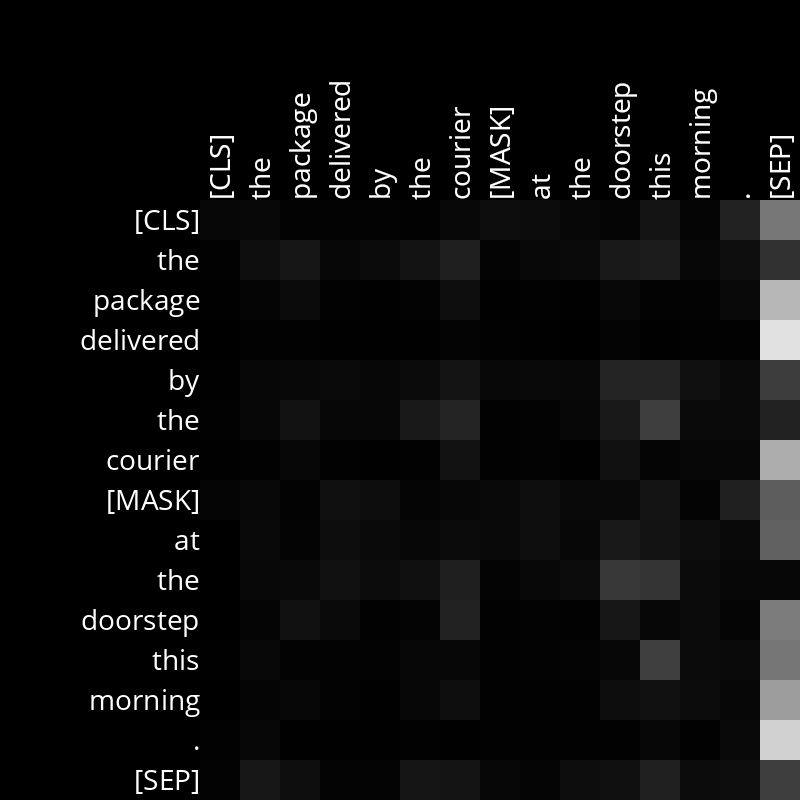 [CLS] the package delivered by the courier [MASK] at the doorstep this morning . [SEP]
[CLS]
the
package
delivered
by
the
courier
[MASK]
at
the
doorstep
this
morning
.
[SEP]